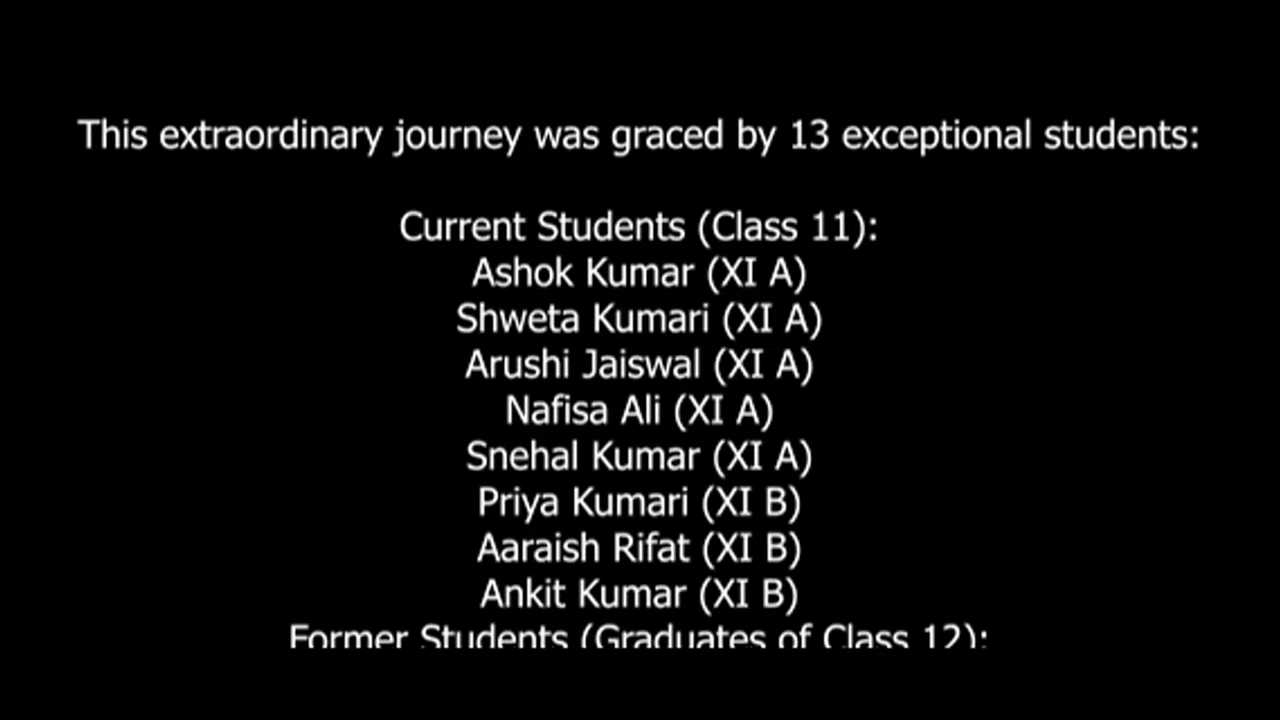 This extraordinary journey was graced by 13 exceptional students:
Current Students (Class 11):
Ashok Kumar (XI A)
Shweta Kumari (XI A)
Arushi Jaiswal (XI A)
Nafisa Ali (XI A)
Snehal Kumar (XI A)
Priya Kumari (XI B)
Aaraish Rifat (XI B)
Ankit Kumar (XI B)
Former Students (Graduates of Class 12):